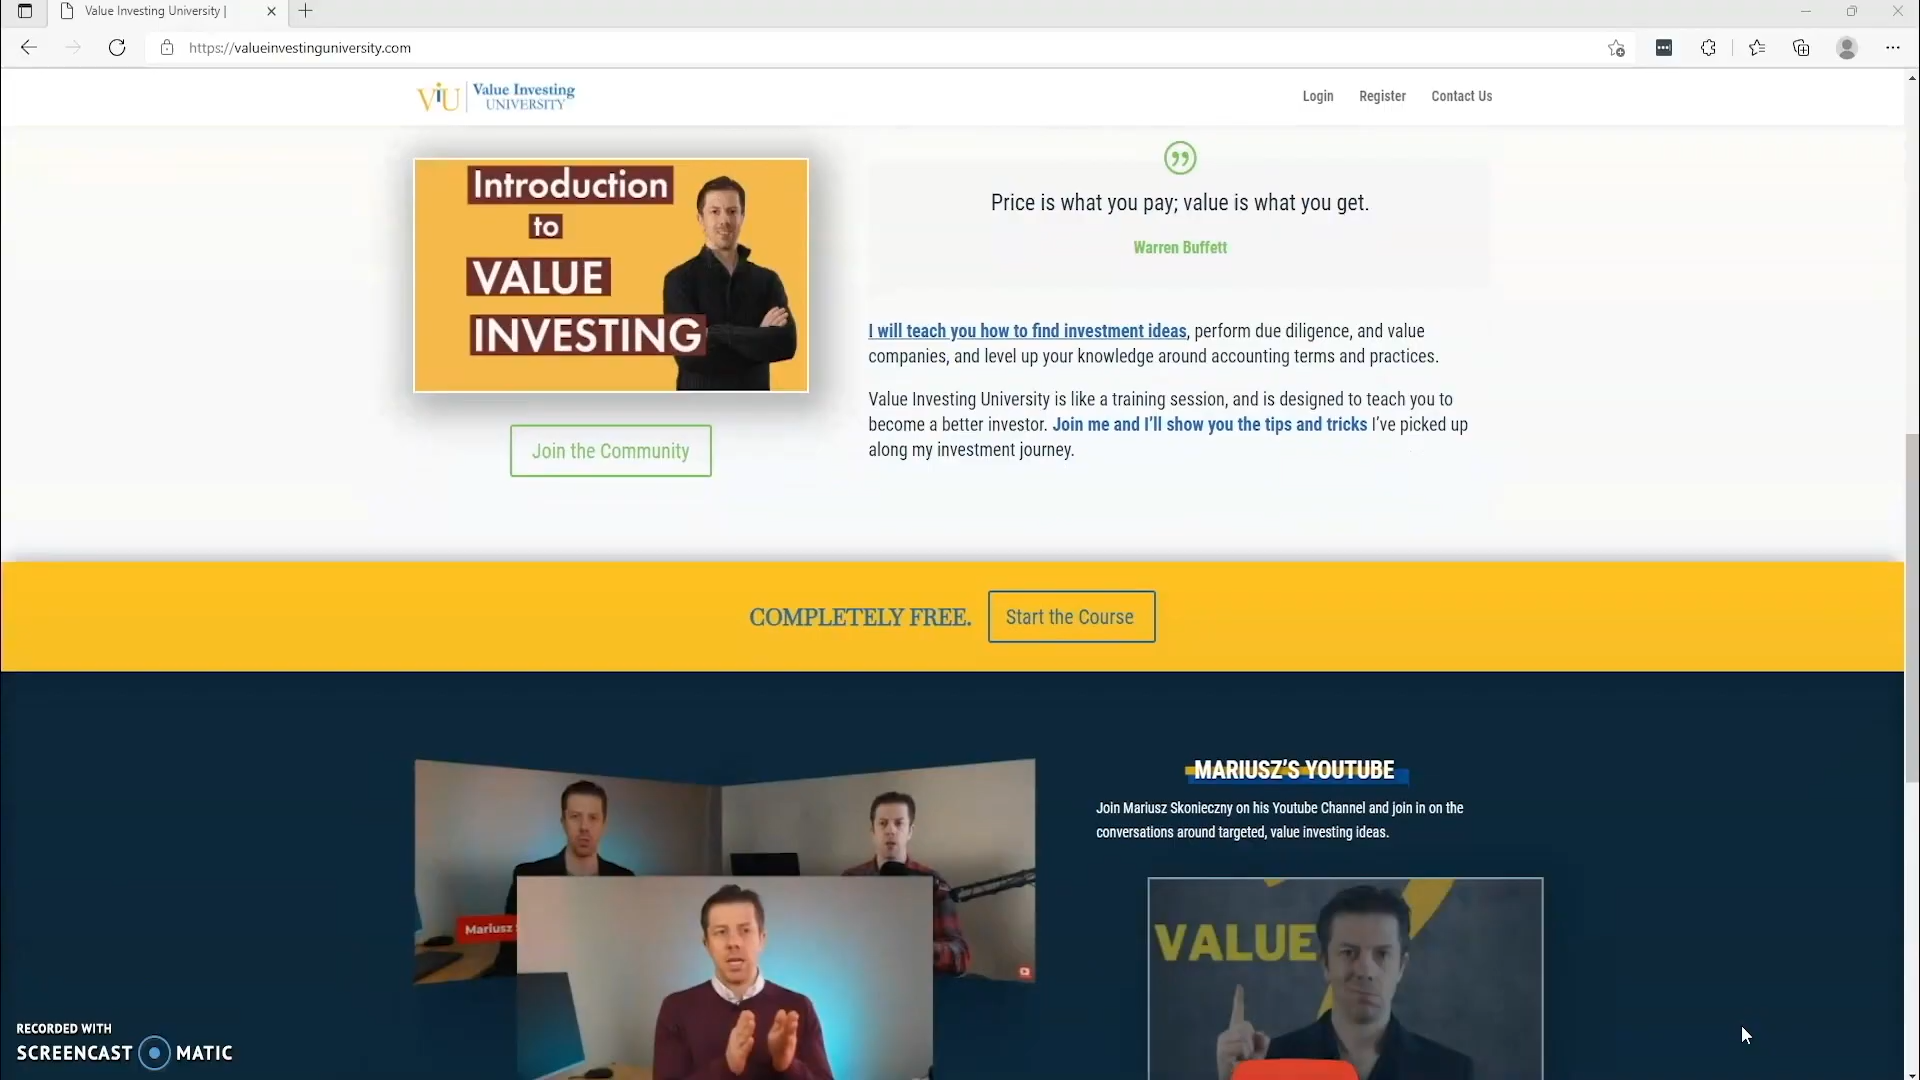 Value Investing University |
https://valueinvestinguniversity.com
ViU Value Investing
UNIVERSITY
Login Register Contact Us
Introduction
to
VALUE
INVESTING
Join the Community
Price is what you pay; value is what you get.
Warren Buffett
I will teach you how to find investment ideas, perform due diligence, and value
companies, and level up your knowledge around accounting terms and practices.
Value Investing University is like a training session, and is designed to teach you to
become a better investor. Join me and I'll show you the tips and tricks I've picked up
along my investment journey.
COMPLETELY FREE. Start the Course
Mariusz
MARIUSZ'S YOUTUBE
Join Mariusz Skonieczny on his Youtube Channel and join in on the
conversations around targeted, value investing ideas.
VALUE
RECORDED WITH
SCREENCAST MATIC